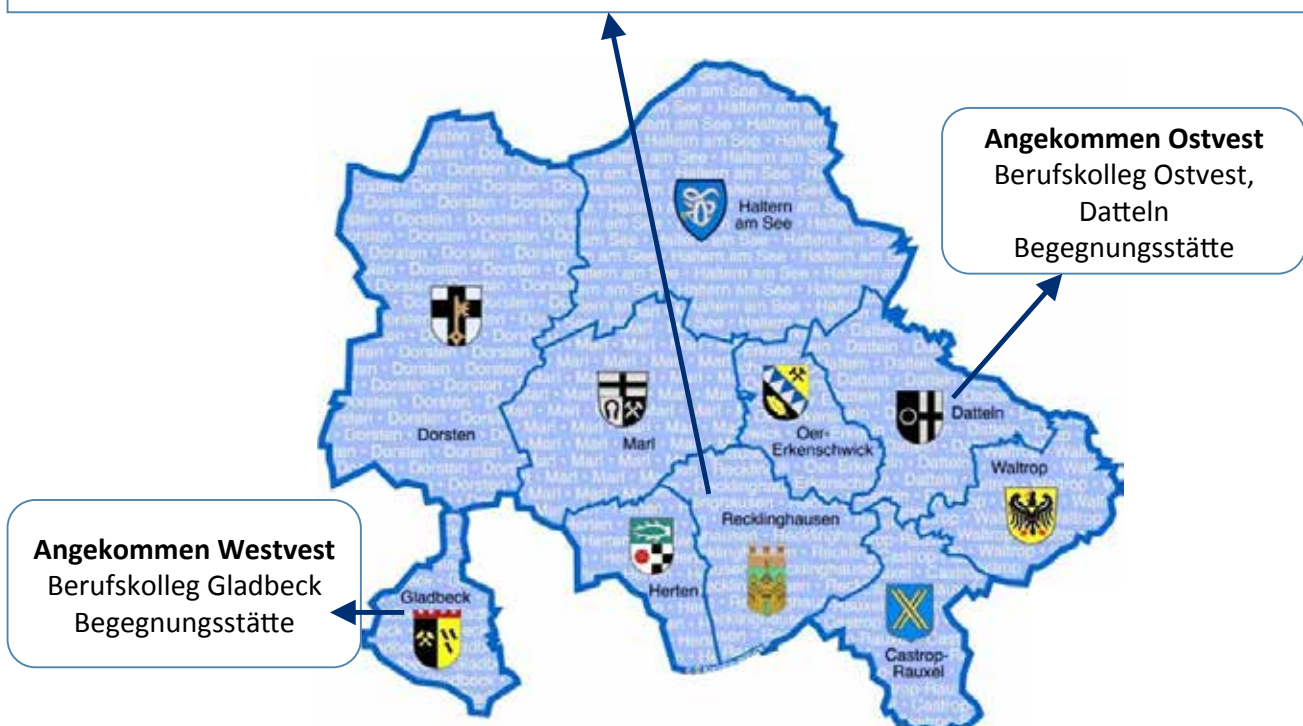 Angekommen Ostvest
Berufskolleg Ostvest,
Datteln
Begegnungsstätte
Haltern
am See
Dorsten
Marl
Oer-
Erkenschwick
Datteln
Waltrop
Recklinghausen
Herten
Castrop-
Rauxel
Angekommen Westvest
Berufskolleg Gladbeck
Begegnungsstätte
Gladbeck